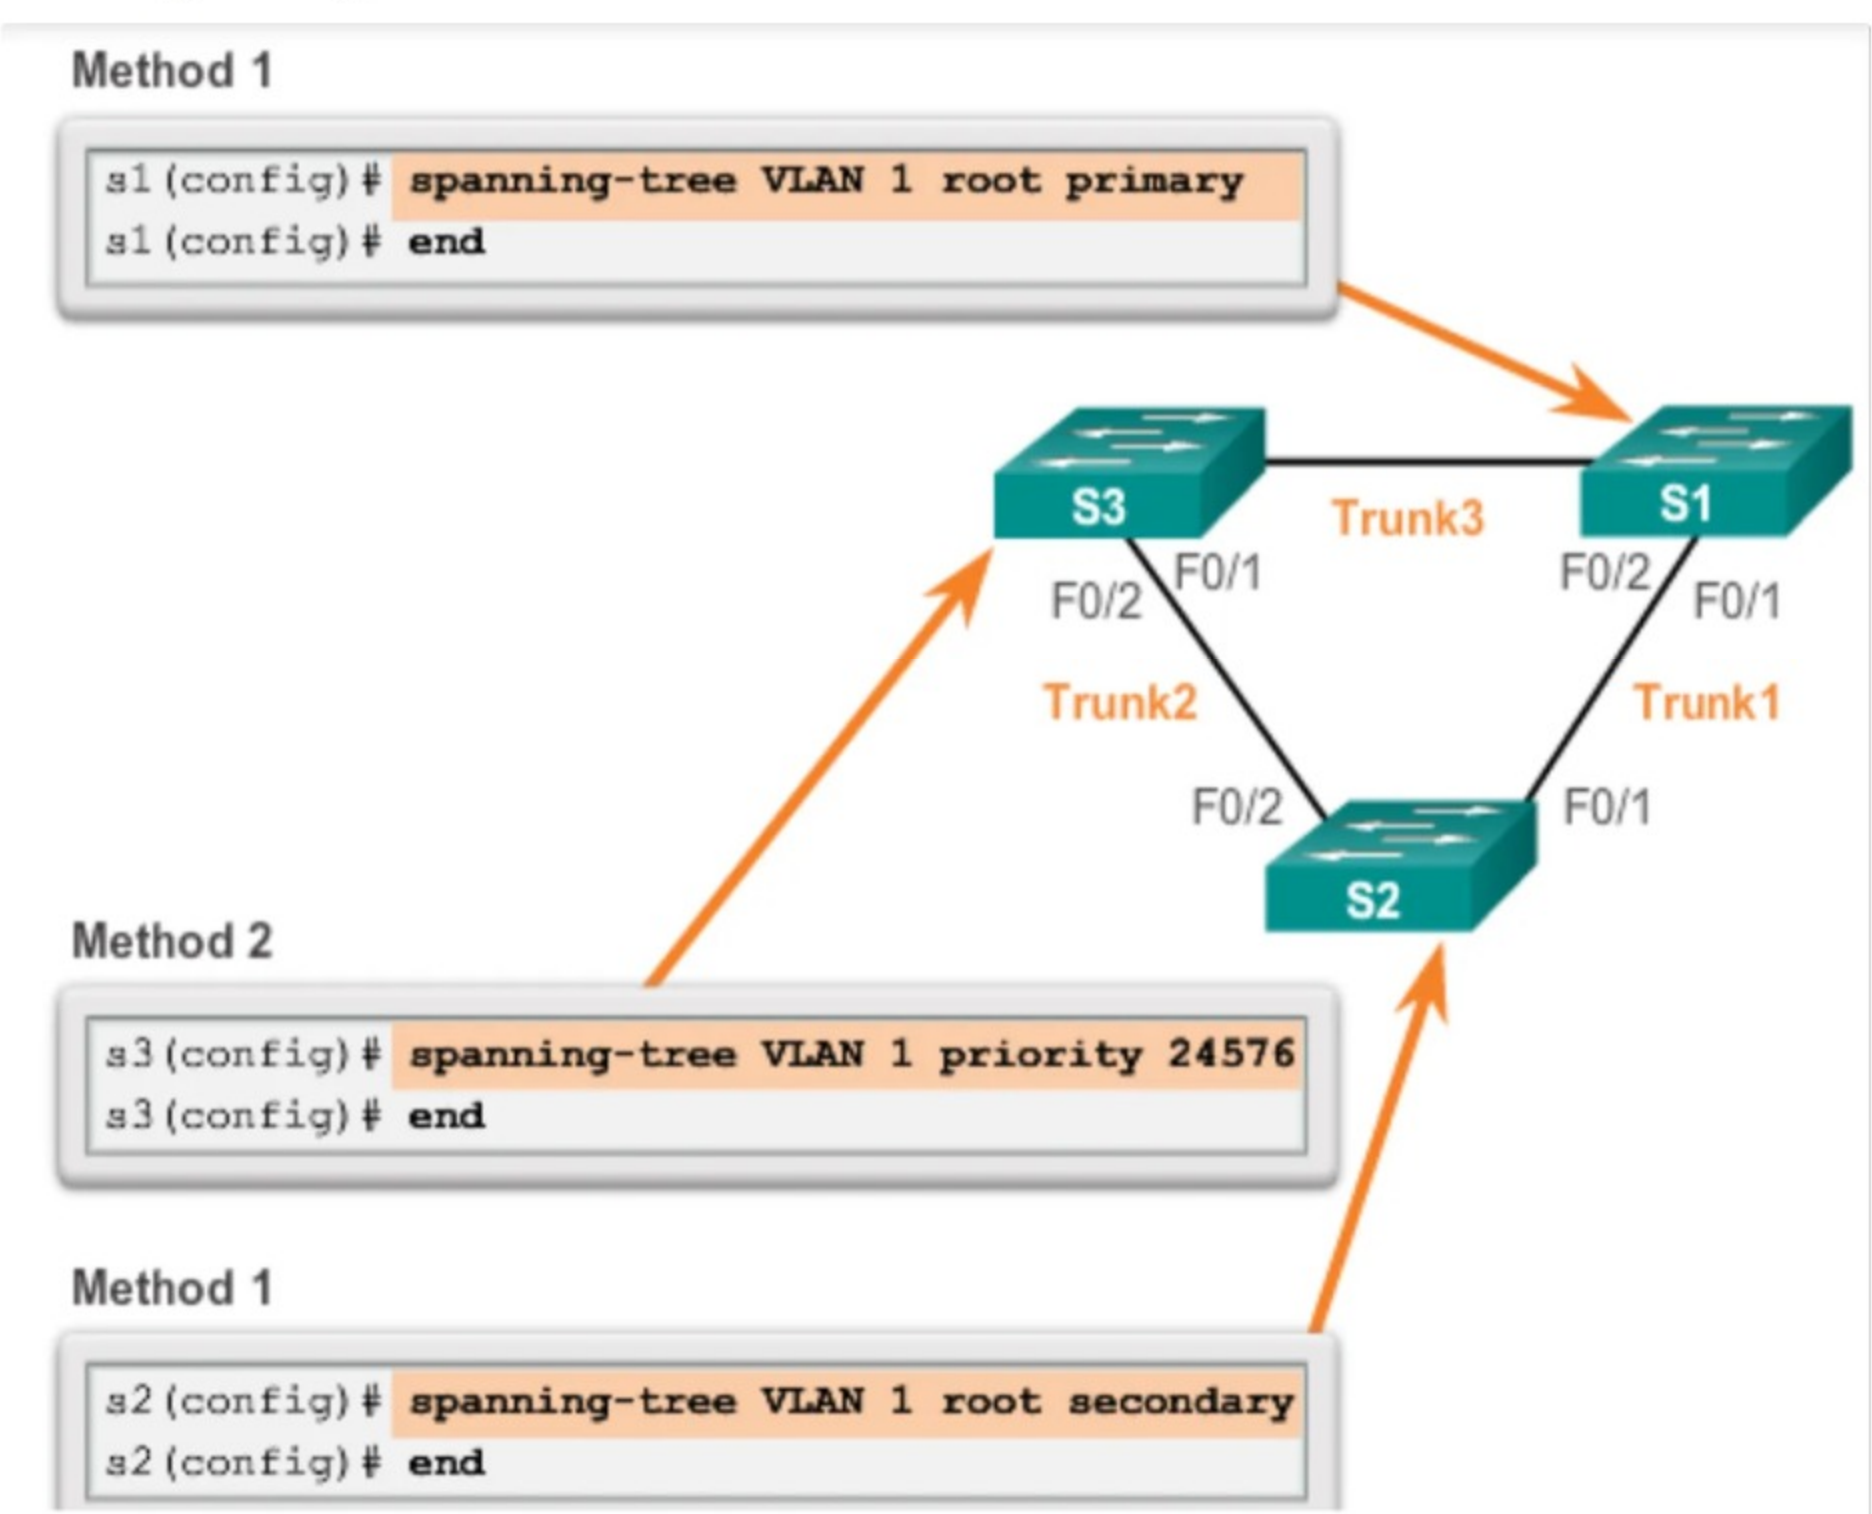 Method 1
s1(config)# spanning-tree VLAN 1 root primary
s1(config)# end
S3
S1
Trunk3
F0/1
F0/2
F0/2
F0/1
Trunk2
Trunk1
F0/2
F0/1
S2
Method 2
s3(config)# spanning-tree VLAN 1 priority 24576
s3(config)# end
Method 1
s2(config)# spanning-tree VLAN 1 root secondary
s2(config)# end